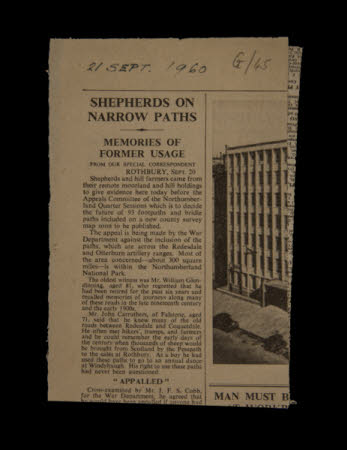 21 SEPT. 1960
G/45
SHEPHERDS ON
NARROW PATHS
MEMORIES OF
FORMER USAGE
FROM OUR SPECIAL CORRESPONDENT
ROTHBURY, SEPT. 20
Shepherds and hill farmers came from
their remote moorland and hill holdings
to give evidence here today before the
Appeals Committee of the Northumber-
land Quarter Sessions which is to decide
the future of 93 footpaths and bridle
paths included on a new county survey
map soon to be published.
The appeal is being made by the War
Department against the inclusion of the
paths, which are across the Redesdale
and Otterburn artillery ranges. Most of
the area concerned—about 300 square
miles—is within the Northumberland
National Park.
The oldest witness was Mr. William Glen-
dinning, aged 81, who regretted that he
had been retired for the past six years and
recalled memories of journeys along many
of these roads in the late nineteenth century
and the early 1900s.
Mr. John Carruthers, of Falstone, aged
71, said that he knew many of the old
roads between Redesdale and Coquetdale.
He often met hikers, tramps, and farmers
and he could remember the early days of
the century when thousands of sheep would
be brought from Scotland by the Pennines
to the sales at Rothbury. As a boy he had
used these paths to go to an annual dance
at Windyhaugh. His right to use these paths
had never been questioned.
"APPALLED"
Cross-examined by Mr. J. F. S. Cobb,
for the War Department, he agreed that
he would have been appalled if anyone had
MAN MUST B